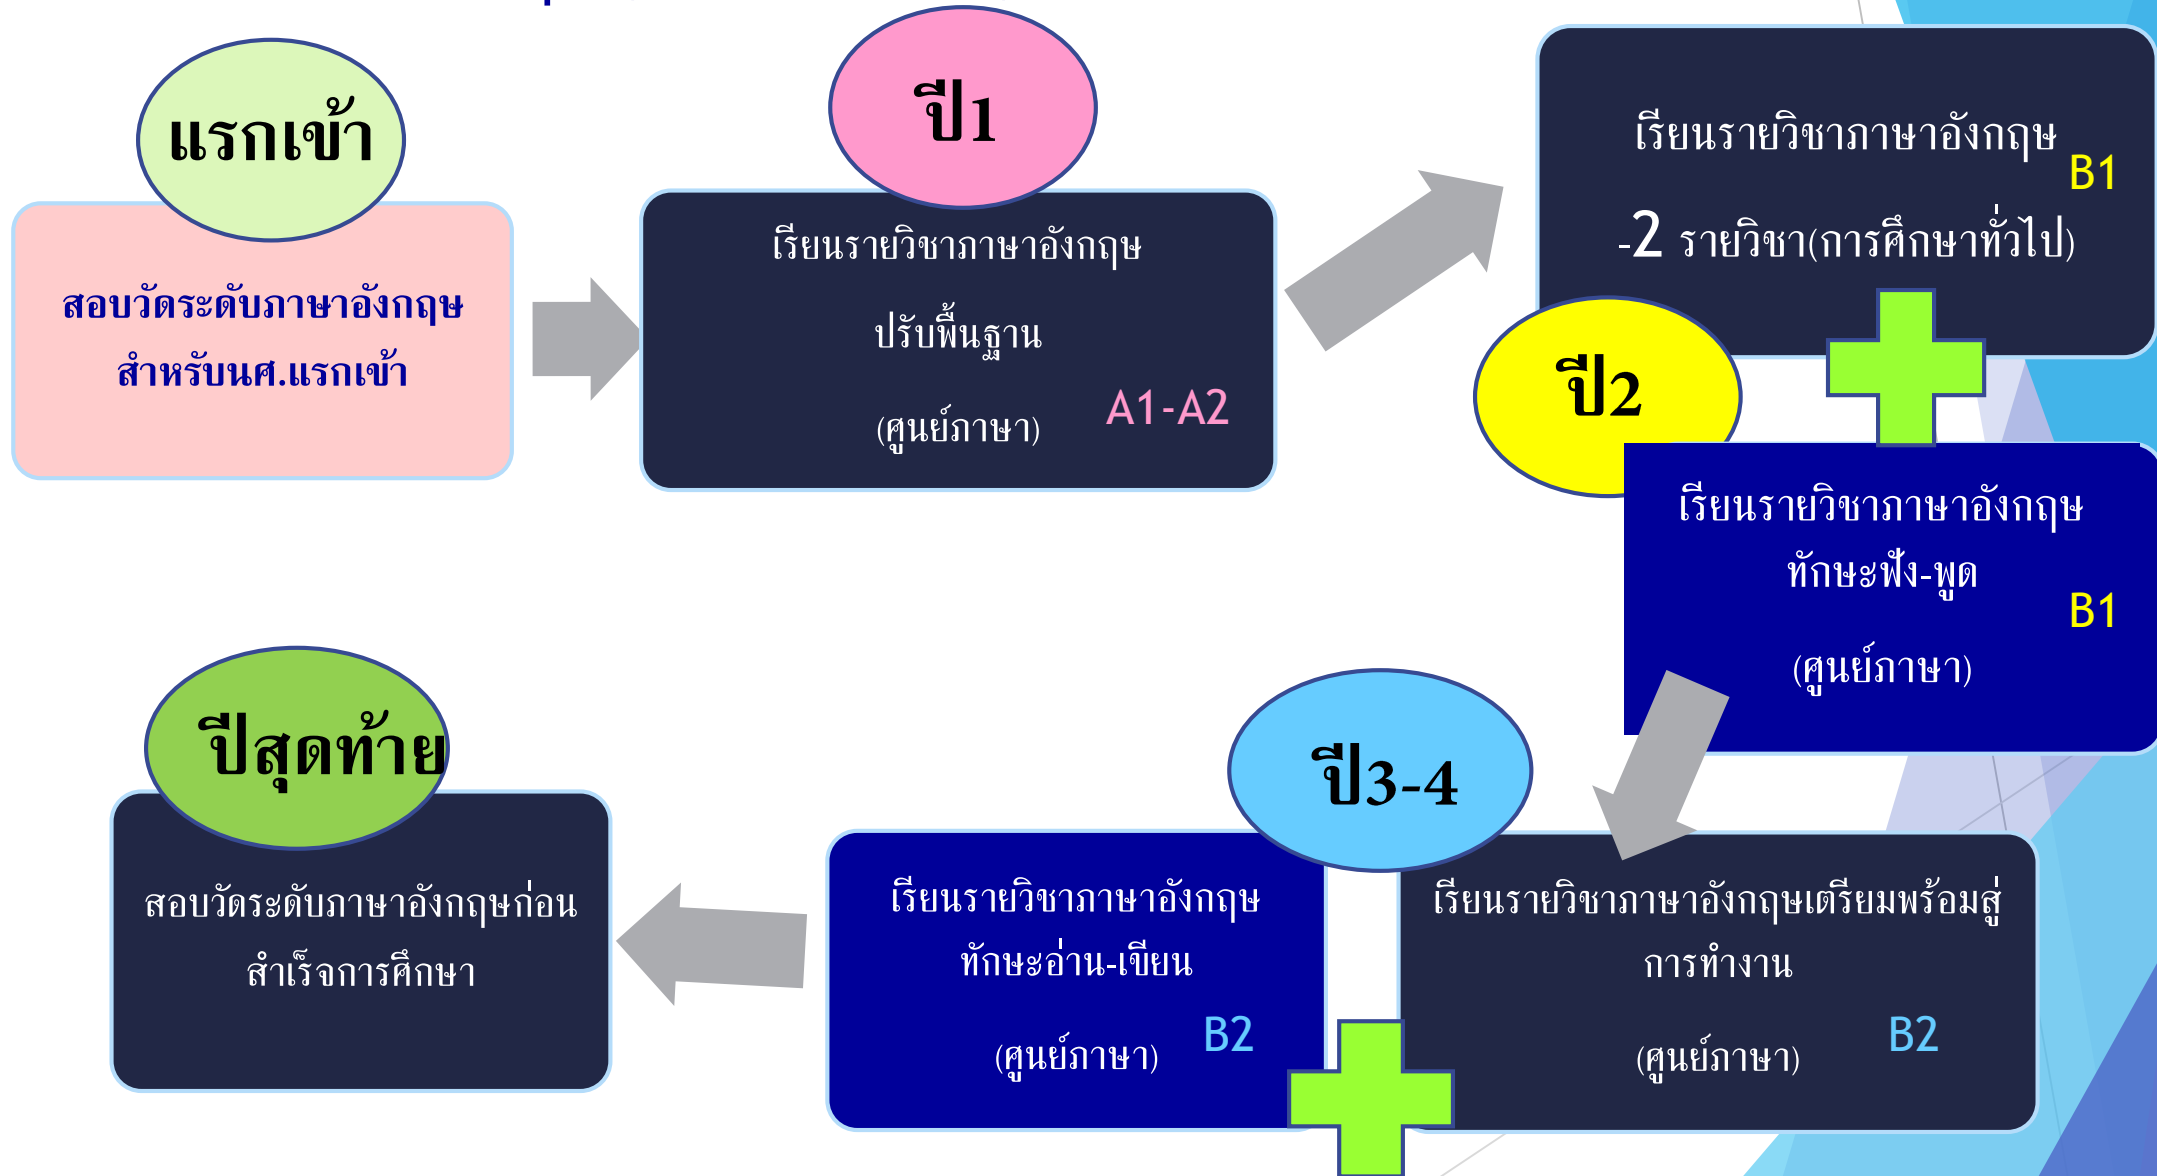 แรกเข้า
สอบวัดระดับภาษาอังกฤษ
สำหรับนศ.แรกเข้า
ปี1
เรียนรายวิชาภาษาอังกฤษ
ปรับพื้นฐาน
(ศูนย์ภาษา)
A1-A2
เรียนรายวิชาภาษาอังกฤษ
B1
-2 รายวิชา(การศึกษาทั่วไป)
ปี2
เรียนรายวิชาภาษาอังกฤษ
ทักษะฟัง-พูด
B1
(ศูนย์ภาษา)
ปี3-4
เรียนรายวิชาภาษาอังกฤษเตรียมพร้อมสู่
การทำงาน
(ศูนย์ภาษา)
B2
เรียนรายวิชาภาษาอังกฤษ
ทักษะอ่าน-เขียน
(ศูนย์ภาษา)
B2
ปีสุดท้าย
สอบวัดระดับภาษาอังกฤษก่อน
สำเร็จการศึกษา